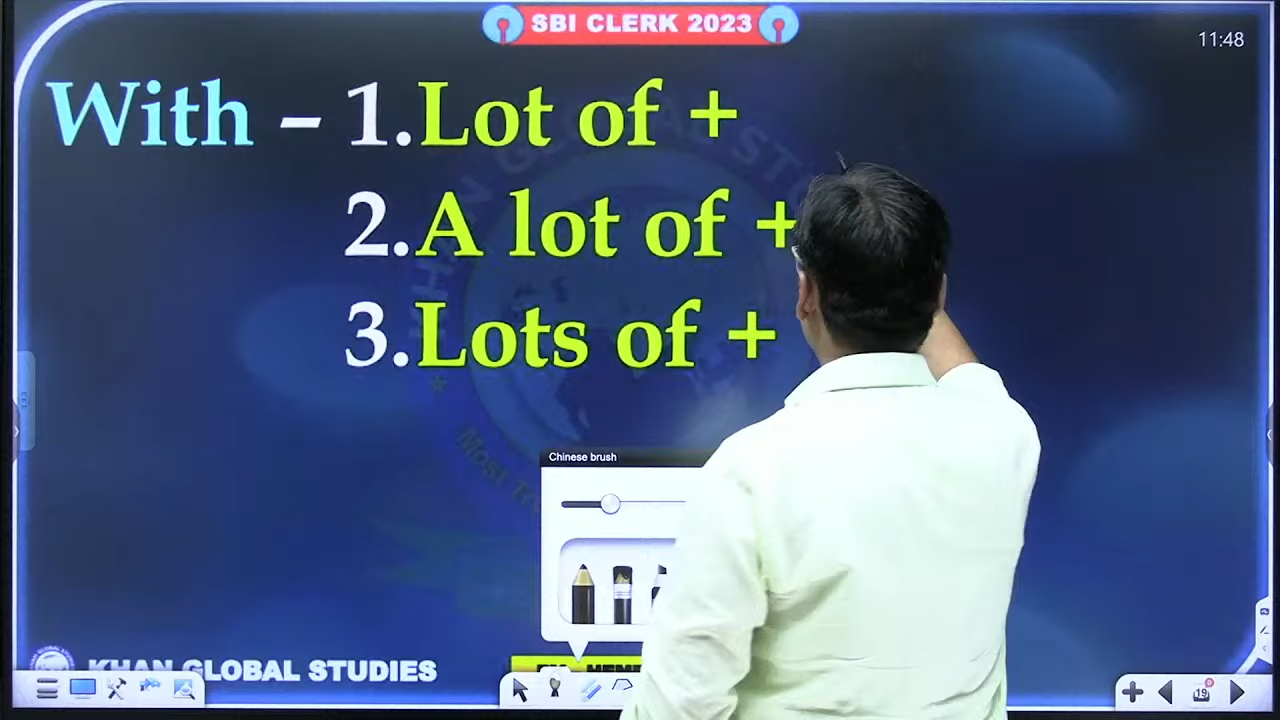 SBI CLERK 2023
11:48
With – 1.Lot of +
2.A lot of +
3.Lots of +
Chinese brush
KHAN GLOBAL STUDIES
19